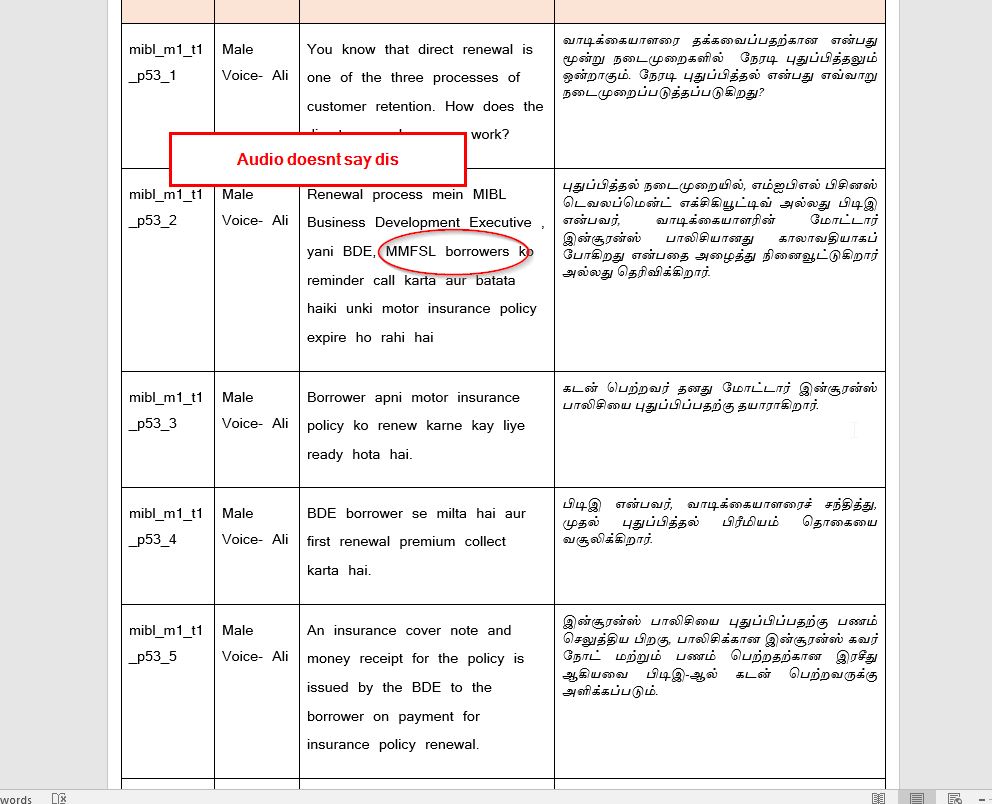 mibl_m1_t1
_p53_1
Male
Voice- Ali
You know that direct renewal is
one of the three processes of
customer retention. How does the
work?
வாடிக்கையாளரை தக்கவைப்பதற்கான என்பது
மூன்று நடைமுறைகளில் நேரடி புதுப்பித்தலும்
ஒன்றாகும். நேரடி புதுப்பித்தல் என்பது எவ்வாறு
நடைமுறைப்படுத்தப்படுகிறது?
Audio doesnt say dis
mibl_m1_t1
_p53_2
Male
Voice- Ali
Renewal process mein MIBL
Business Development Executive ,
yani BDE, MMFSL borrowers ko
reminder call karta aur batata
haiki unki motor insurance policy
expire ho rahi hai
புதுப்பித்தல் நடைமுறையில், எம்ஐபிஎல் பிசினஸ்
டெவலப்மென்ட் எக்சிகியூட்டிவ் அல்லது பிடிஇ
என்பவர், வாடிக்கையாளரின் மோட்டார்
இன்சூரன்ஸ் பாலிசியானது காலாவதியாகப்
போகிறது என்பதை அழைத்து நினைவூட்டுகிறார்
அல்லது தெரிவிக்கிறார்.
mibl_m1_t1
_p53_3
Male
Voice- Ali
Borrower apni motor insurance
policy ko renew karne kay liye
ready hota hai.
கடன் பெற்றவர் தனது மோட்டார் இன்சூரன்ஸ்
பாலிசியை புதுப்பிப்பதற்கு தயாராகிறார்.
mibl_m1_t1
_p53_4
Male
Voice- Ali
BDE borrower se milta hai aur
first renewal premium collect
karta hai.
பிடிஇ என்பவர், வாடிக்கையாளரைச் சந்தித்து,
முதல் புதுப்பித்தல் பிரீமியம் தொகையை
வசூலிக்கிறார்.
mibl_m1_t1
_p53_5
Male
Voice- Ali
An insurance cover note and
money receipt for the policy is
issued by the BDE to the
borrower on payment for
insurance policy renewal.
இன்சூரன்ஸ் பாலிசியை புதுப்பிப்பதற்கு பணம்
செலுத்திய பிறகு, பாலிசிக்கான இன்சூரன்ஸ் கவர்
நோட் மற்றும் பணம் பெற்றதற்கான இரசீது
ஆகியவை பிடிஇ-ஆல் கடன் பெற்றவருக்கு
அளிக்கப்படும்.
words